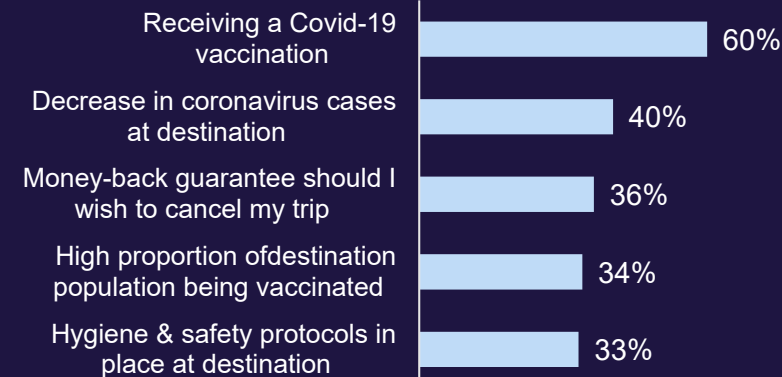 Receiving a Covid-19
vaccination
60%
Decrease in coronavirus cases
at destination
40%
Money-back guarantee should I
wish to cancel my trip
36%
High proportion ofdestination
population being vaccinated
34%
Hygiene & safety protocols in
place at destination
33%